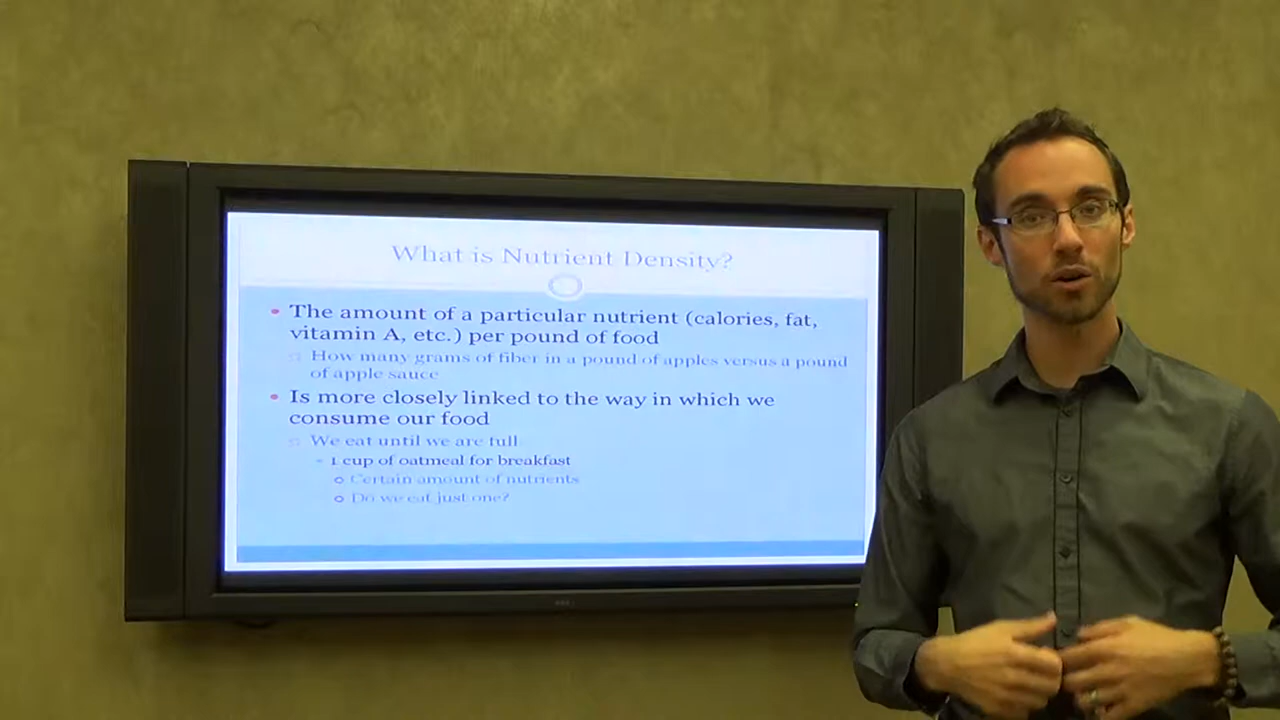 What is Nutrient Density?
The amount of a particular nutrient (calories, fat,
vitamin A, etc.) per pound of food
How many grams of fiber in a pound of apples versus a pound
of apple sauce
Is more closely linked to the way in which we
consume our food
We eat until we are full
1 cup of oatmeal for breakfast
Certain amount of nutrients
Do we eat just one?